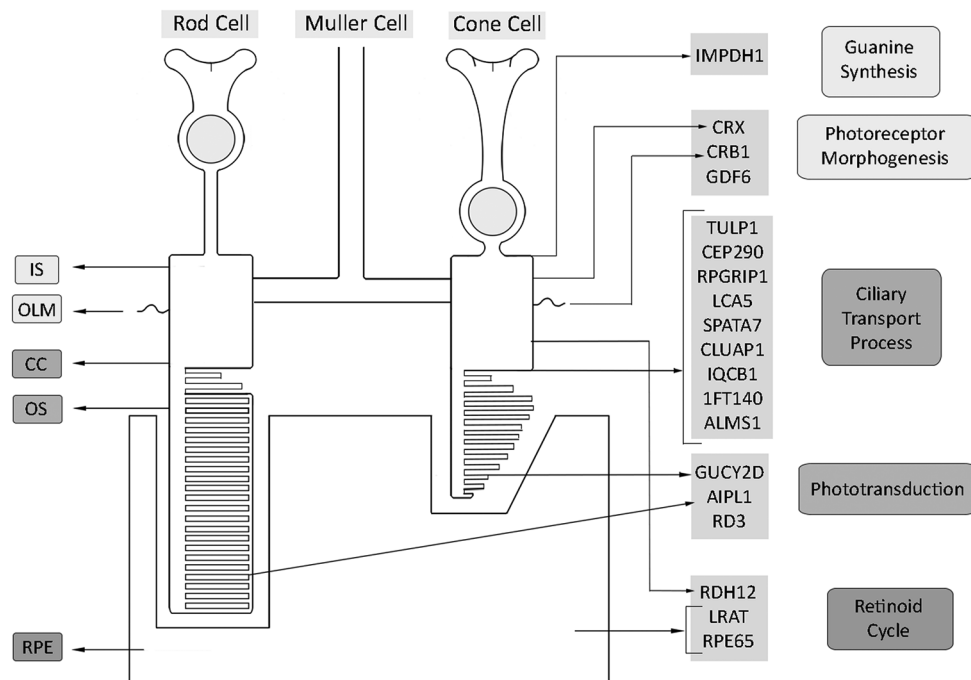 Rod Cell
Muller Cell
Cone Cell
IS
OLM
CC
OS
RPE
IMPDH1
CRX
CRB1
GDF6
TULP1
CEP290
RPGRIP1
LCA5
SPATA7
CLUAP1
IQCB1
1FT140
ALMS1
GUCY2D
AIPL1
RD3
RDH12
LRAT
RPE65
Guanine
Synthesis
Photoreceptor
Morphogenesis
Ciliary
Transport
Process
Phototransduction
Retinoid
Cycle